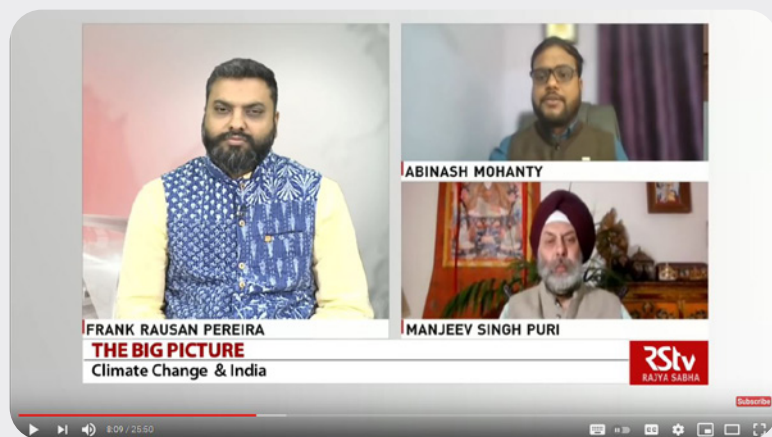 ABINASH MOHANTY
FRANK RAUSAN PEREIRA
MANJEEV SINGH PURI
THE BIG PICTURE
Climate Change & India
RStv
RAJYA SABHA
Subscribe
8:09 / 25:50
CC